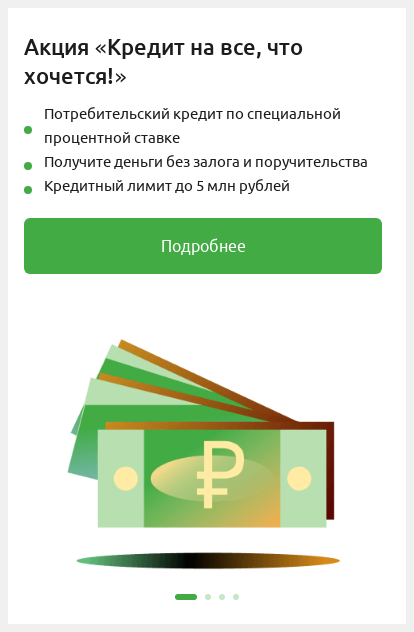 Акция «Кредит на все, что
хочется!»
Потребительский кредит по специальной
процентной ставке
Получите деньги без залога и поручительства
Кредитный лимит до 5 млн рублей
Подробнее
₽